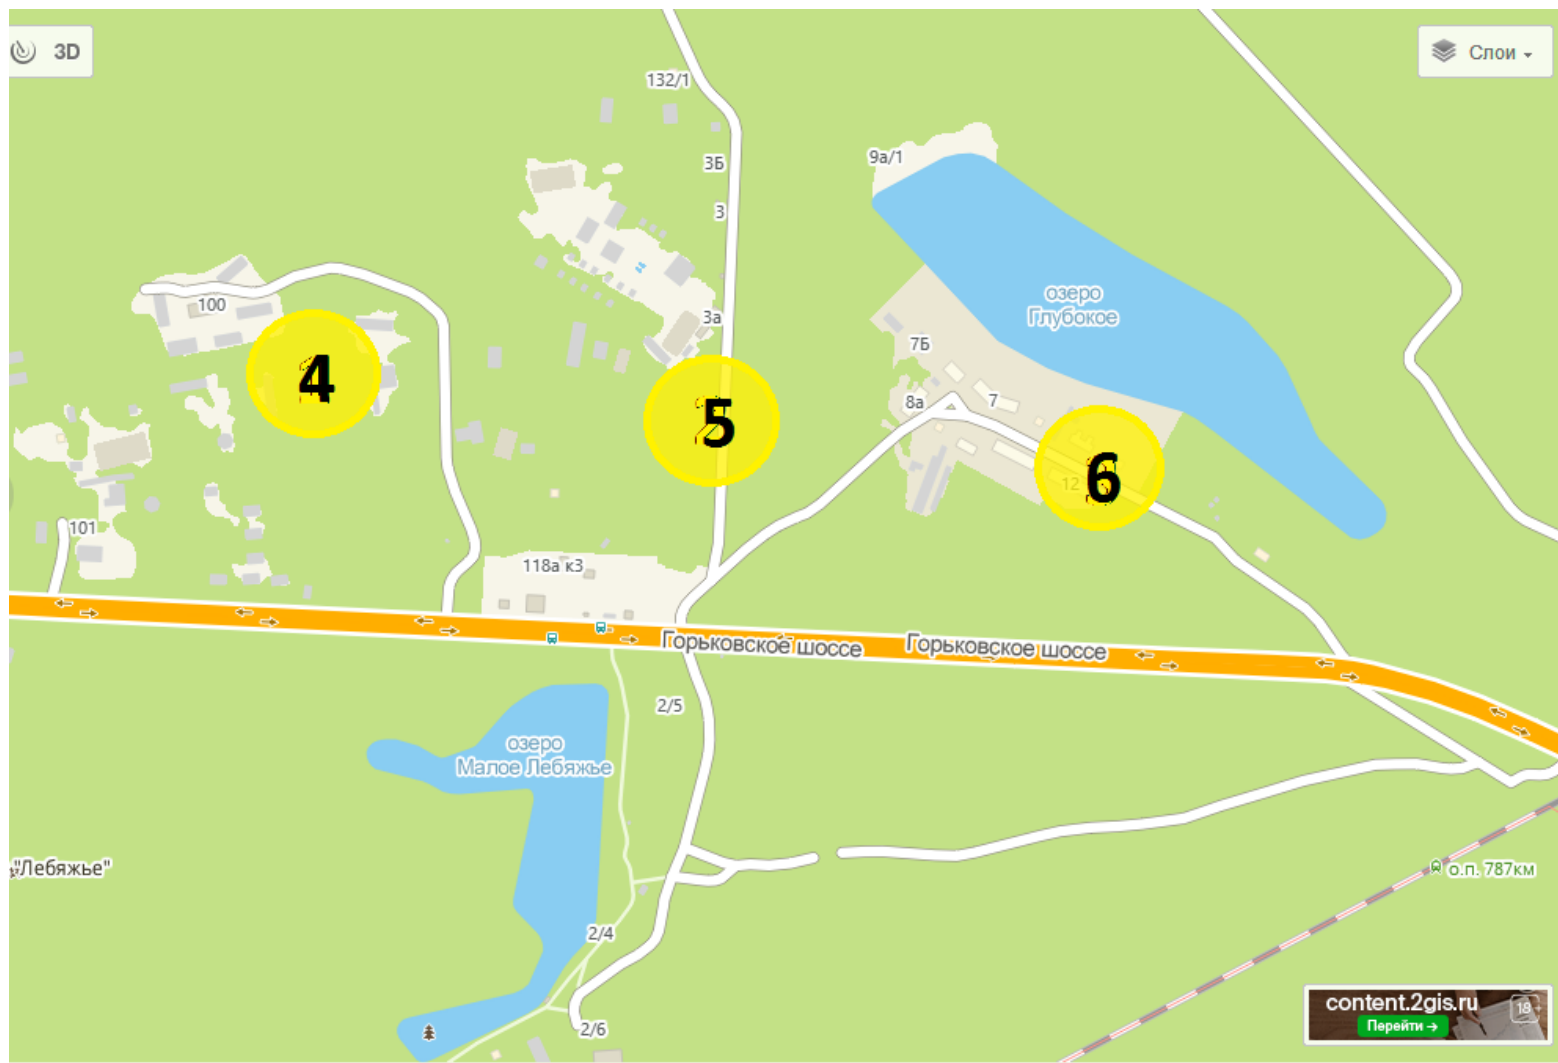 3D
Слои
132/1
3Б
9а/1
3
озеро
Глубокое
100
3а
7Б
4
8а
7
5
12
6
101
118а к3
Горьковское шоссе
Горьковское шоссе
2/5
озеро
Малое Лебяжье
"Лебяжье"
о.п. 787км
2/4
content.2gis.ru
18+
Перейти →
2/6